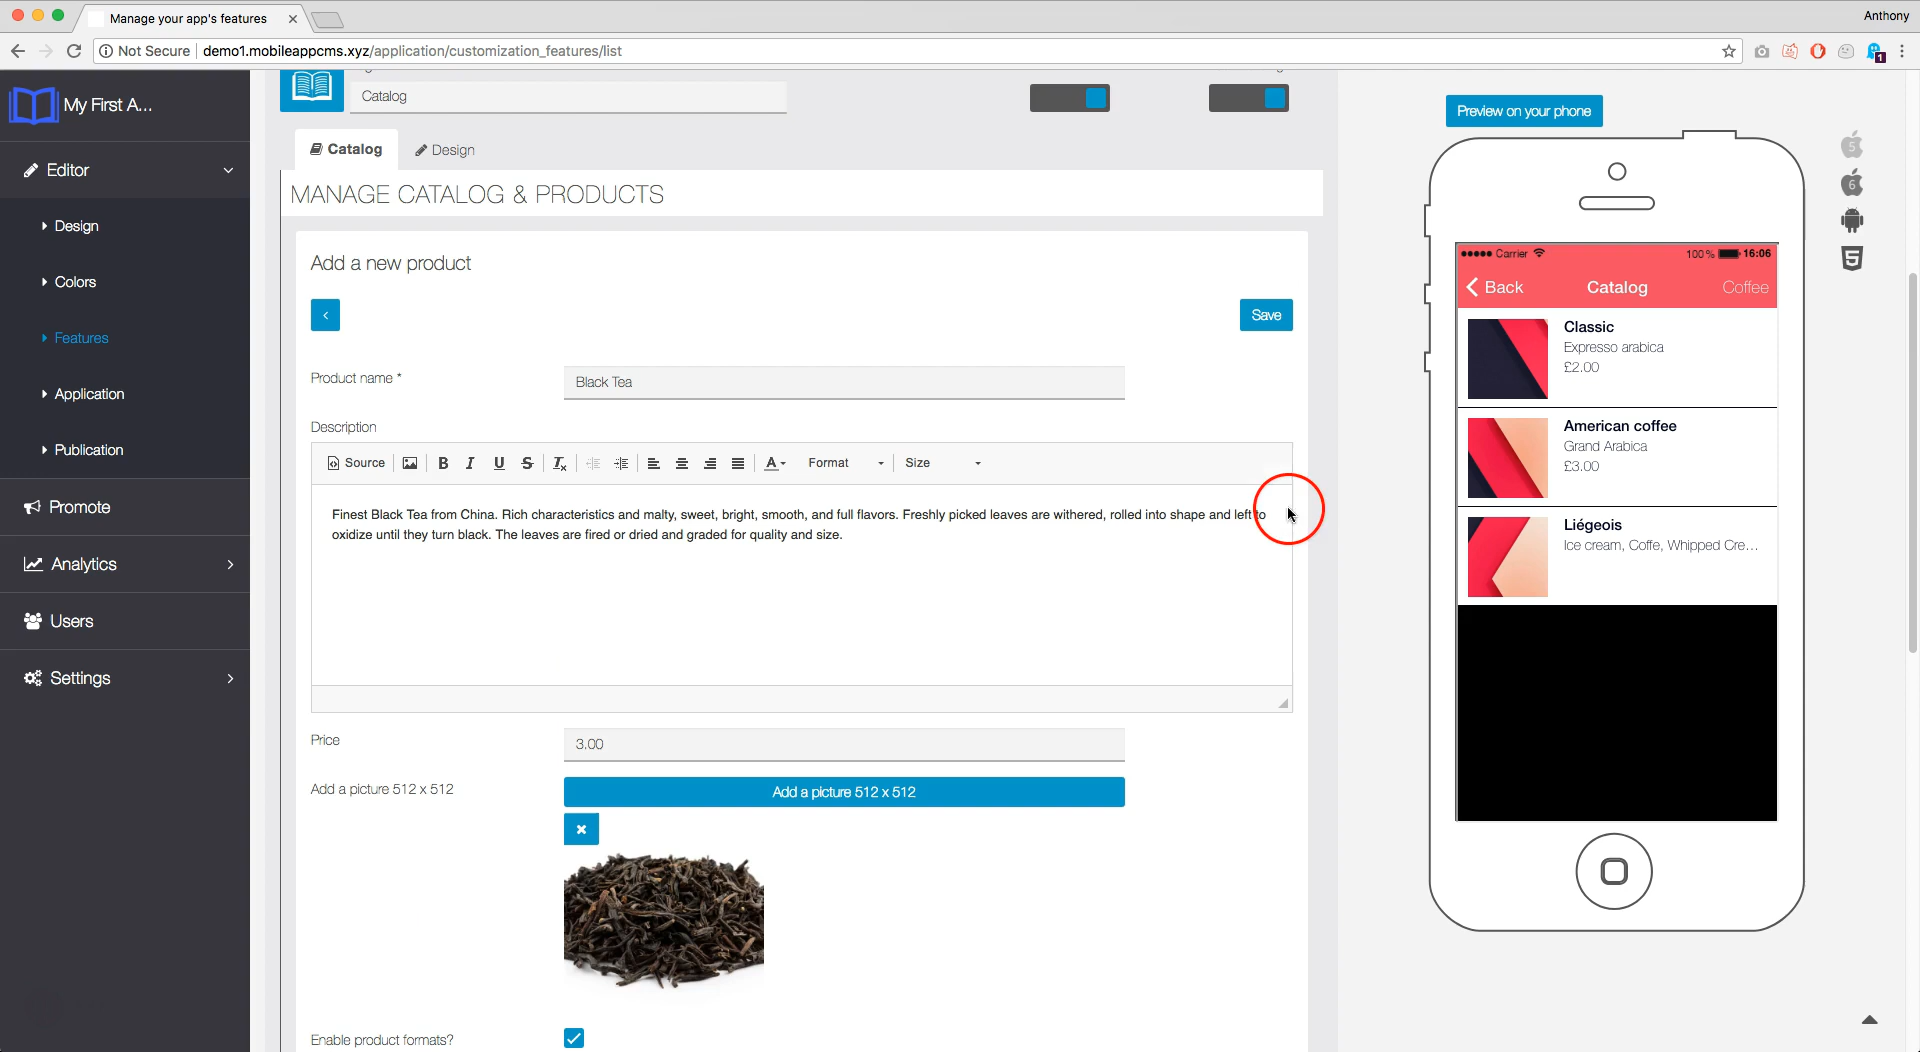 Manage your app's features
Anthony
Not Secure
demo1.mobileappcms.xyz/application/customization_features/list
1
My First A...
Editor
Design
Colors
Features
Application
Publication
Promote
Analytics
Users
Settings
Catalog
Catalog
Design
MANAGE CATALOG & PRODUCTS
Add a new product
Save
Product name *
Black Tea
Description
Source
B I U S
A
Format
Size
Finest Black Tea from China. Rich characteristics and malty, sweet, bright, smooth, and full flavors. Freshly picked leaves are withered, rolled into shape and left to
oxidize until they turn black. The leaves are fired or dried and graded for quality and size.
Price
3.00
Add a picture 512 x 512
Add a picture 512 x 512
Enable product formats?
Preview on your phone
5
6
5
Carrier
100%
16:06
Back
Catalog
Coffee
Classic
Expresso arabica
£2.00
American coffee
Grand Arabica
£3.00
Liégeois
Ice cream, Coffe, Whipped Cre...